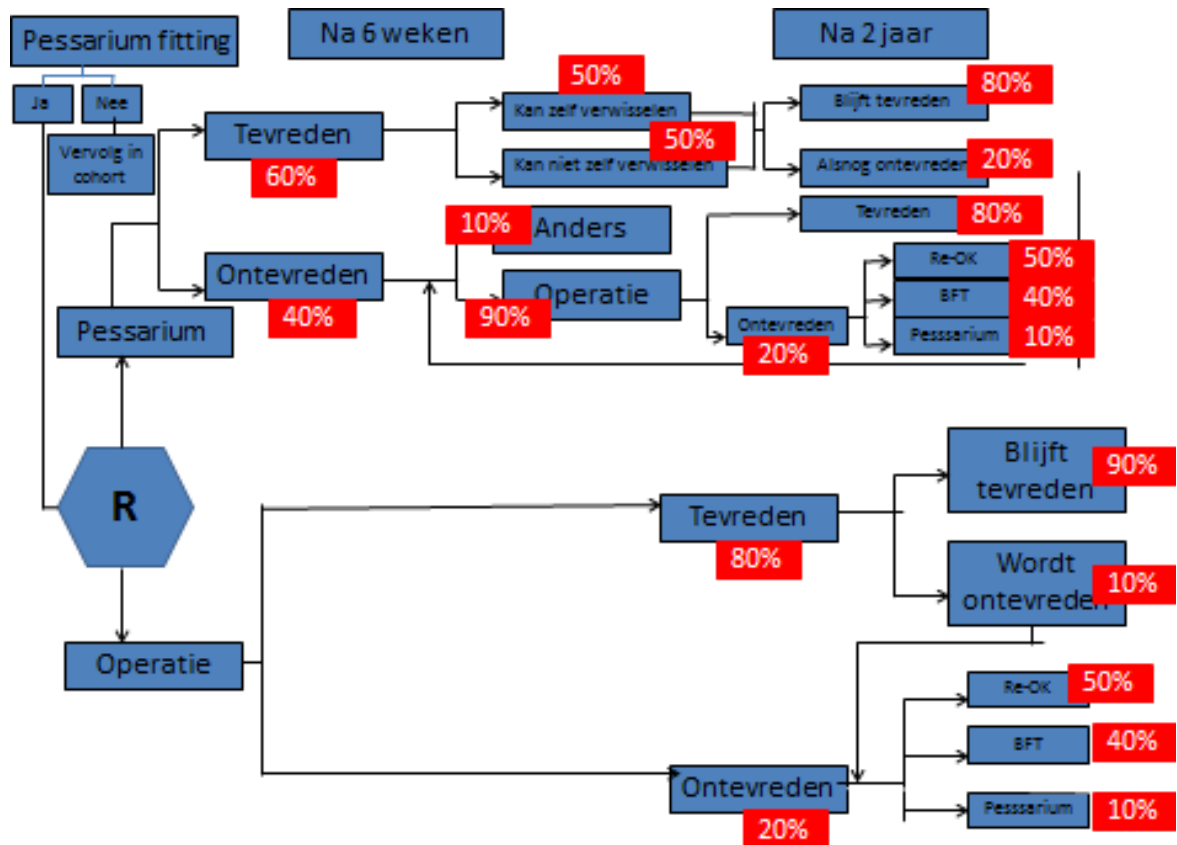 Pessarium fitting
Na 6 weken
Na 2 jaar
Ja
Nee
Vervolg in
cohort
50%
80%
Kan zelf verwisselen
Blijft tevreden
Tevreden
60%
50%
Kan niet zelf verwisselen
Alsnog ontevreden
20%
10%
Anders
Tevreden
80%
Ontevreden
40%
Operatie
90%
Re-OK
50%
BFT
40%
Ontevreden
20%
Pesssarium
10%
Pessarium
R
Blijft
tevreden
90%
Tevreden
80%
Wordt
ontevreden
10%
Operatie
Re-OK
50%
BFT
40%
Ontevreden
20%
Pesssarium
10%